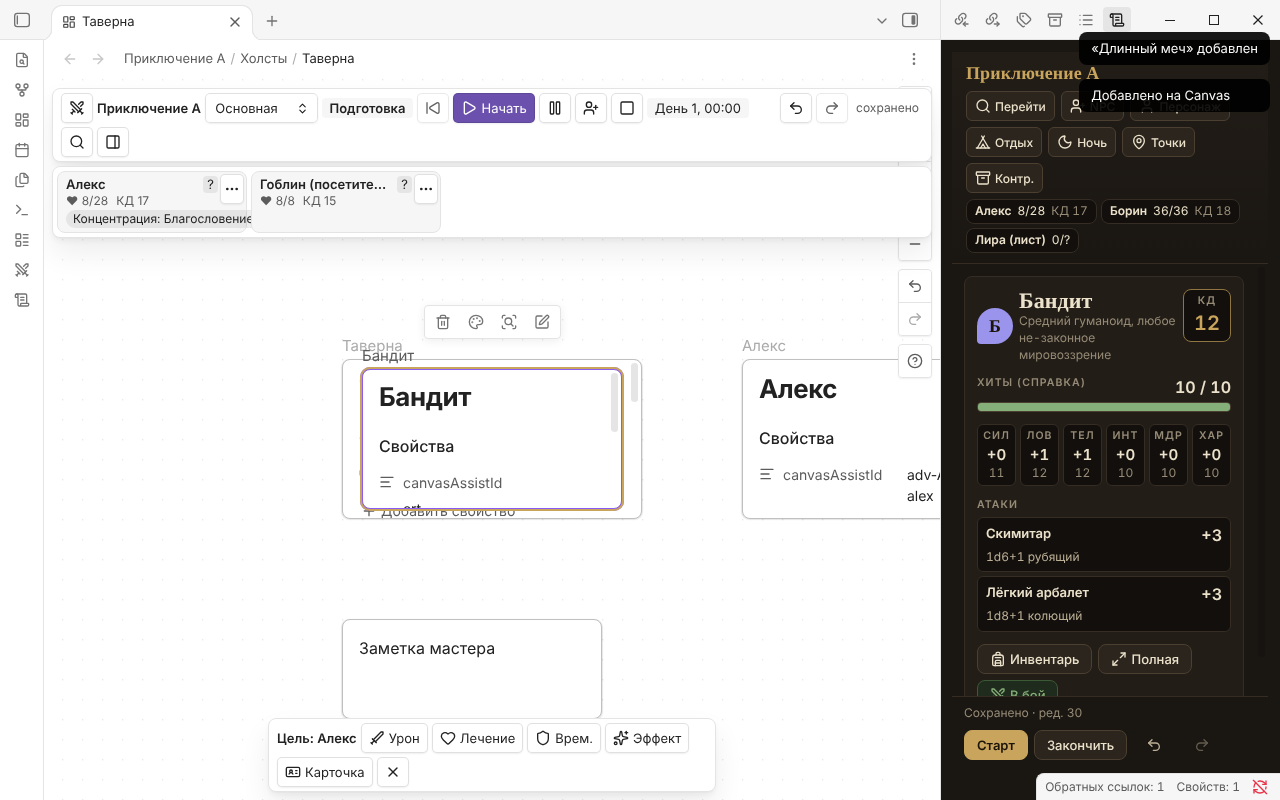 Таверна
Приключение A / Холсты / Таверна
Приключение A
Основная
Подготовка
Начать
День 1, 00:00
сохранено
Алекс
?
8/28 КД 17
Концентрация: Благословение
Гоблин (посетите...
?
8/8 КД 15
Таверна
Бандит
Бандит
Свойства
canvasAssistId
Добавить свойство
Алекс
Алекс
Свойства
canvasAssistId
alex
Заметка мастера
Цель: Алекс
Урон
Лечение
Врем.
Эффект
Карточка
«Длинный меч» добавлен
Добавлено на Canvas
Приключение A
Перейти
Отдых
Ночь
Точки
Контр.
Алекс 8/28 КД 17
Борин 36/36 КД 18
Лира (лист) 0/?
Б
Бандит
Средний гуманоид, любое
не-законное
мировоззрение
КД
12
ХИТЫ (СПРАВКА)
10 / 10
СИЛ ЛОВ ТЕЛ ИНТ МДР ХАР
+0 +1 +1 +0 +0 +0
11 12 12 10 10 10
АТАКИ
Скимитар
+3
1d6+1 рубящий
Лёгкий арбалет
+3
1d8+1 колющий
Инвентарь
Полная
В бой
Сохранено · ред. 30
Старт
Закончить
Обратных ссылок: 1 Свойств: 1